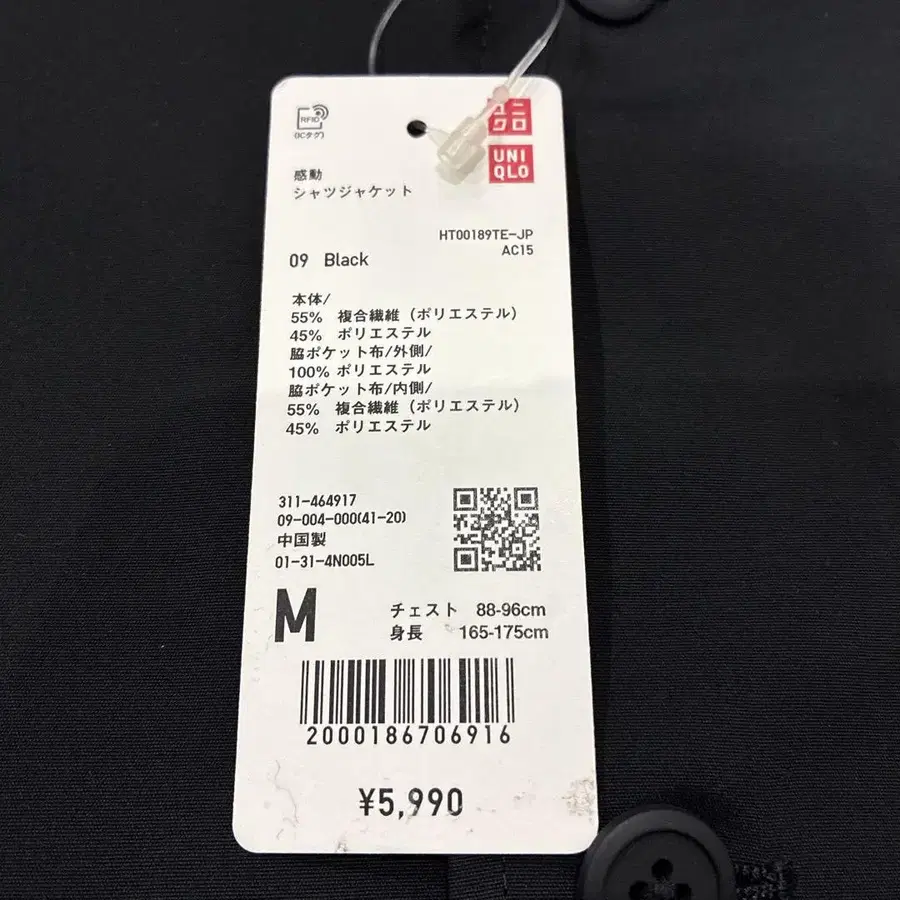 RFID
(ICタグ)
ユニ
クロ
UNI
QLO
感動
シャツジャケット
HT00189TE-JP
AC15
09 Black
本体/
55% 複合繊維(ポリエステル)
45% ポリエステル
脇ポケット布/外側/
100% ポリエステル
脇ポケット布/内側/
55% 複合繊維(ポリエステル)
45% ポリエステル
311-464917
09-004-000(41-20)
中国製
01-31-4N005L
M
チェスト 88-96cm
身長 165-175cm
2000186706916
¥5,990